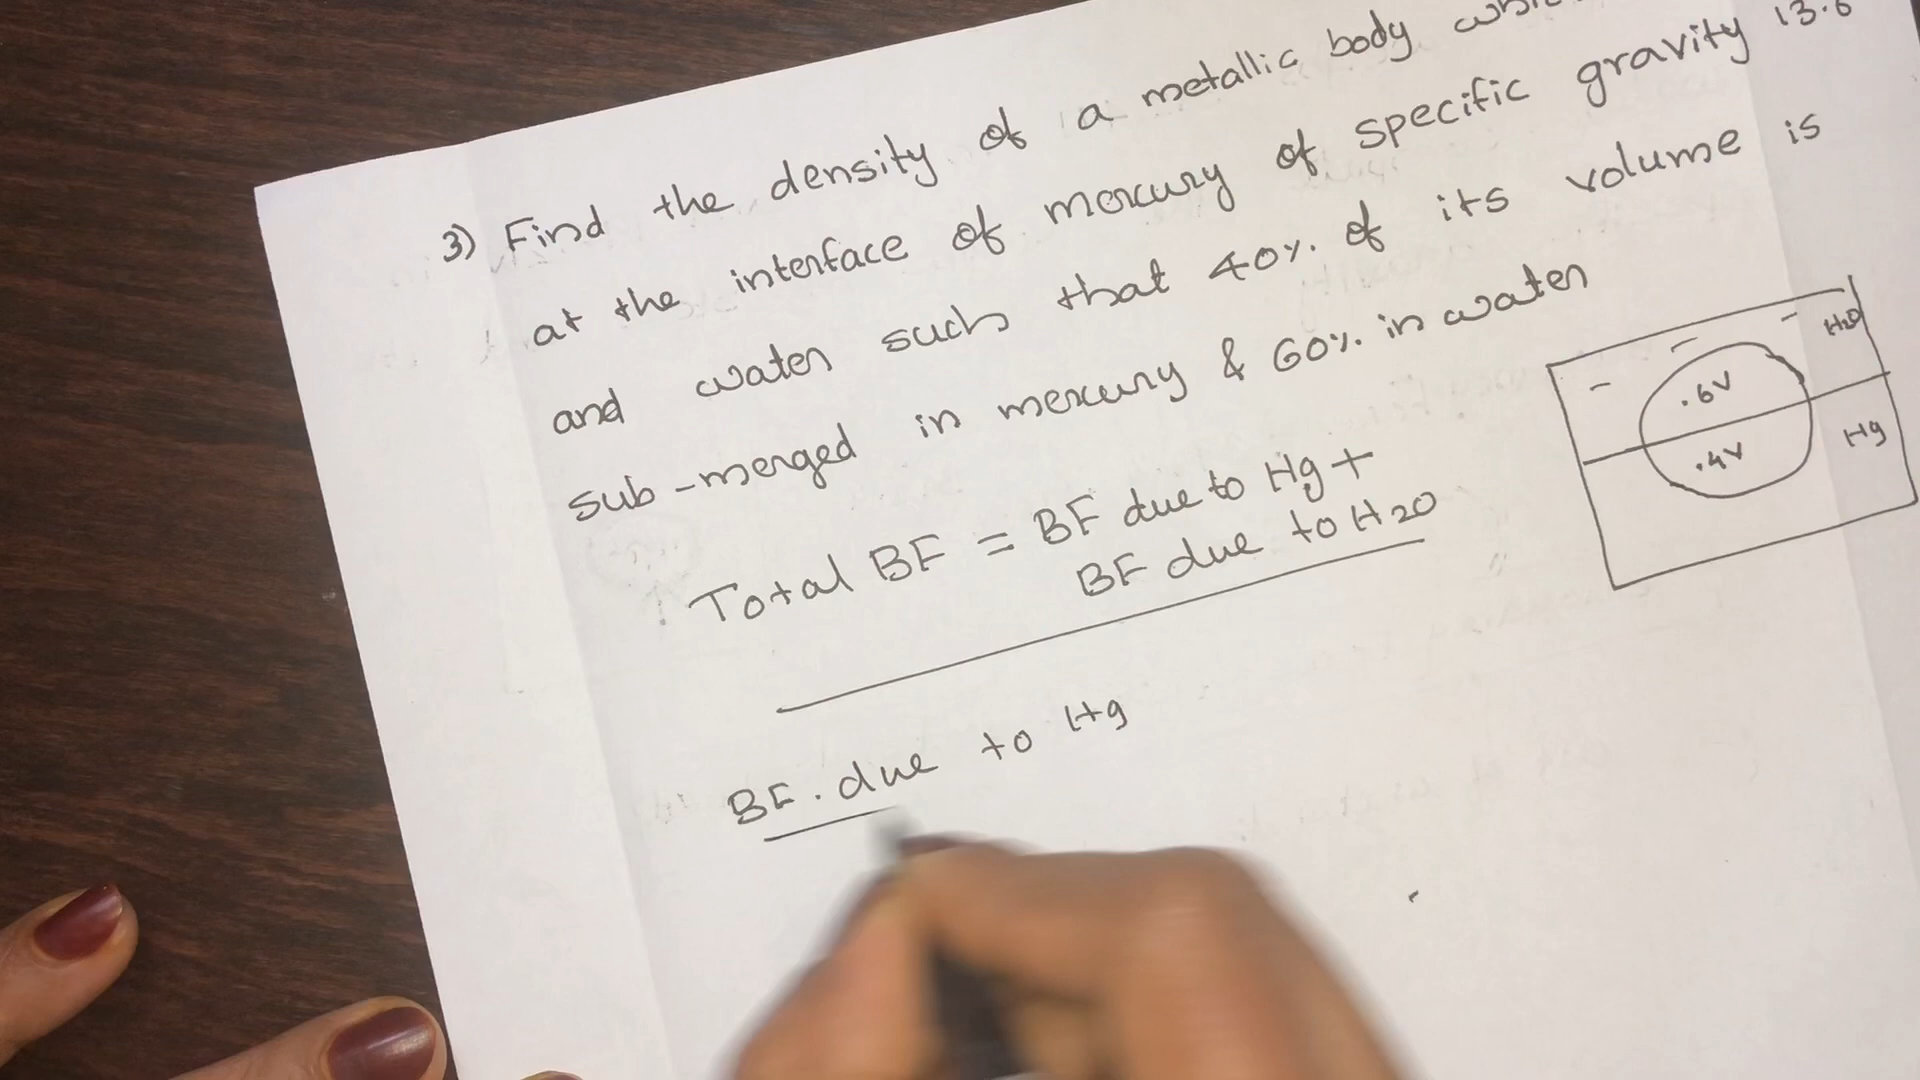 3) Find the density of a metallic body
at the interface of mercury of specific gravity 13.6
and water such that 40%. of its volume is
sub-merged in mercury & 60%. in water
H2O
.6V
.4V
Hg
Total BF = BF due to Hg +
BF due to H2O
BF. due to Hg